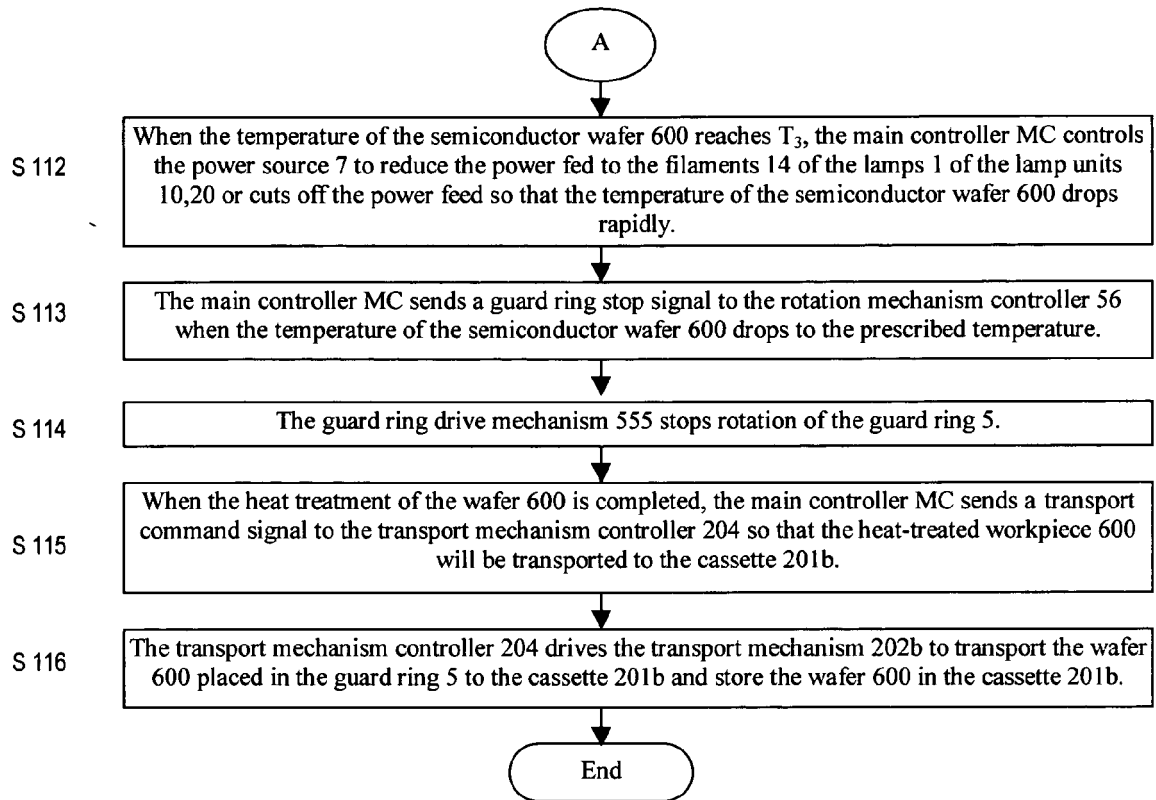 A
S 112
When the temperature of the semiconductor wafer 600 reaches T₃, the main controller MC controls
the power source 7 to reduce the power fed to the filaments 14 of the lamps 1 of the lamp units
10,20 or cuts off the power feed so that the temperature of the semiconductor wafer 600 drops
rapidly.
S 113
The main controller MC sends a guard ring stop signal to the rotation mechanism controller 56
when the temperature of the semiconductor wafer 600 drops to the prescribed temperature.
S 114
The guard ring drive mechanism 555 stops rotation of the guard ring 5.
S 115
When the heat treatment of the wafer 600 is completed, the main controller MC sends a transport
command signal to the transport mechanism controller 204 so that the heat-treated workpiece 600
will be transported to the cassette 201b.
S 116
The transport mechanism controller 204 drives the transport mechanism 202b to transport the wafer
600 placed in the guard ring 5 to the cassette 201b and store the wafer 600 in the cassette 201b.
End